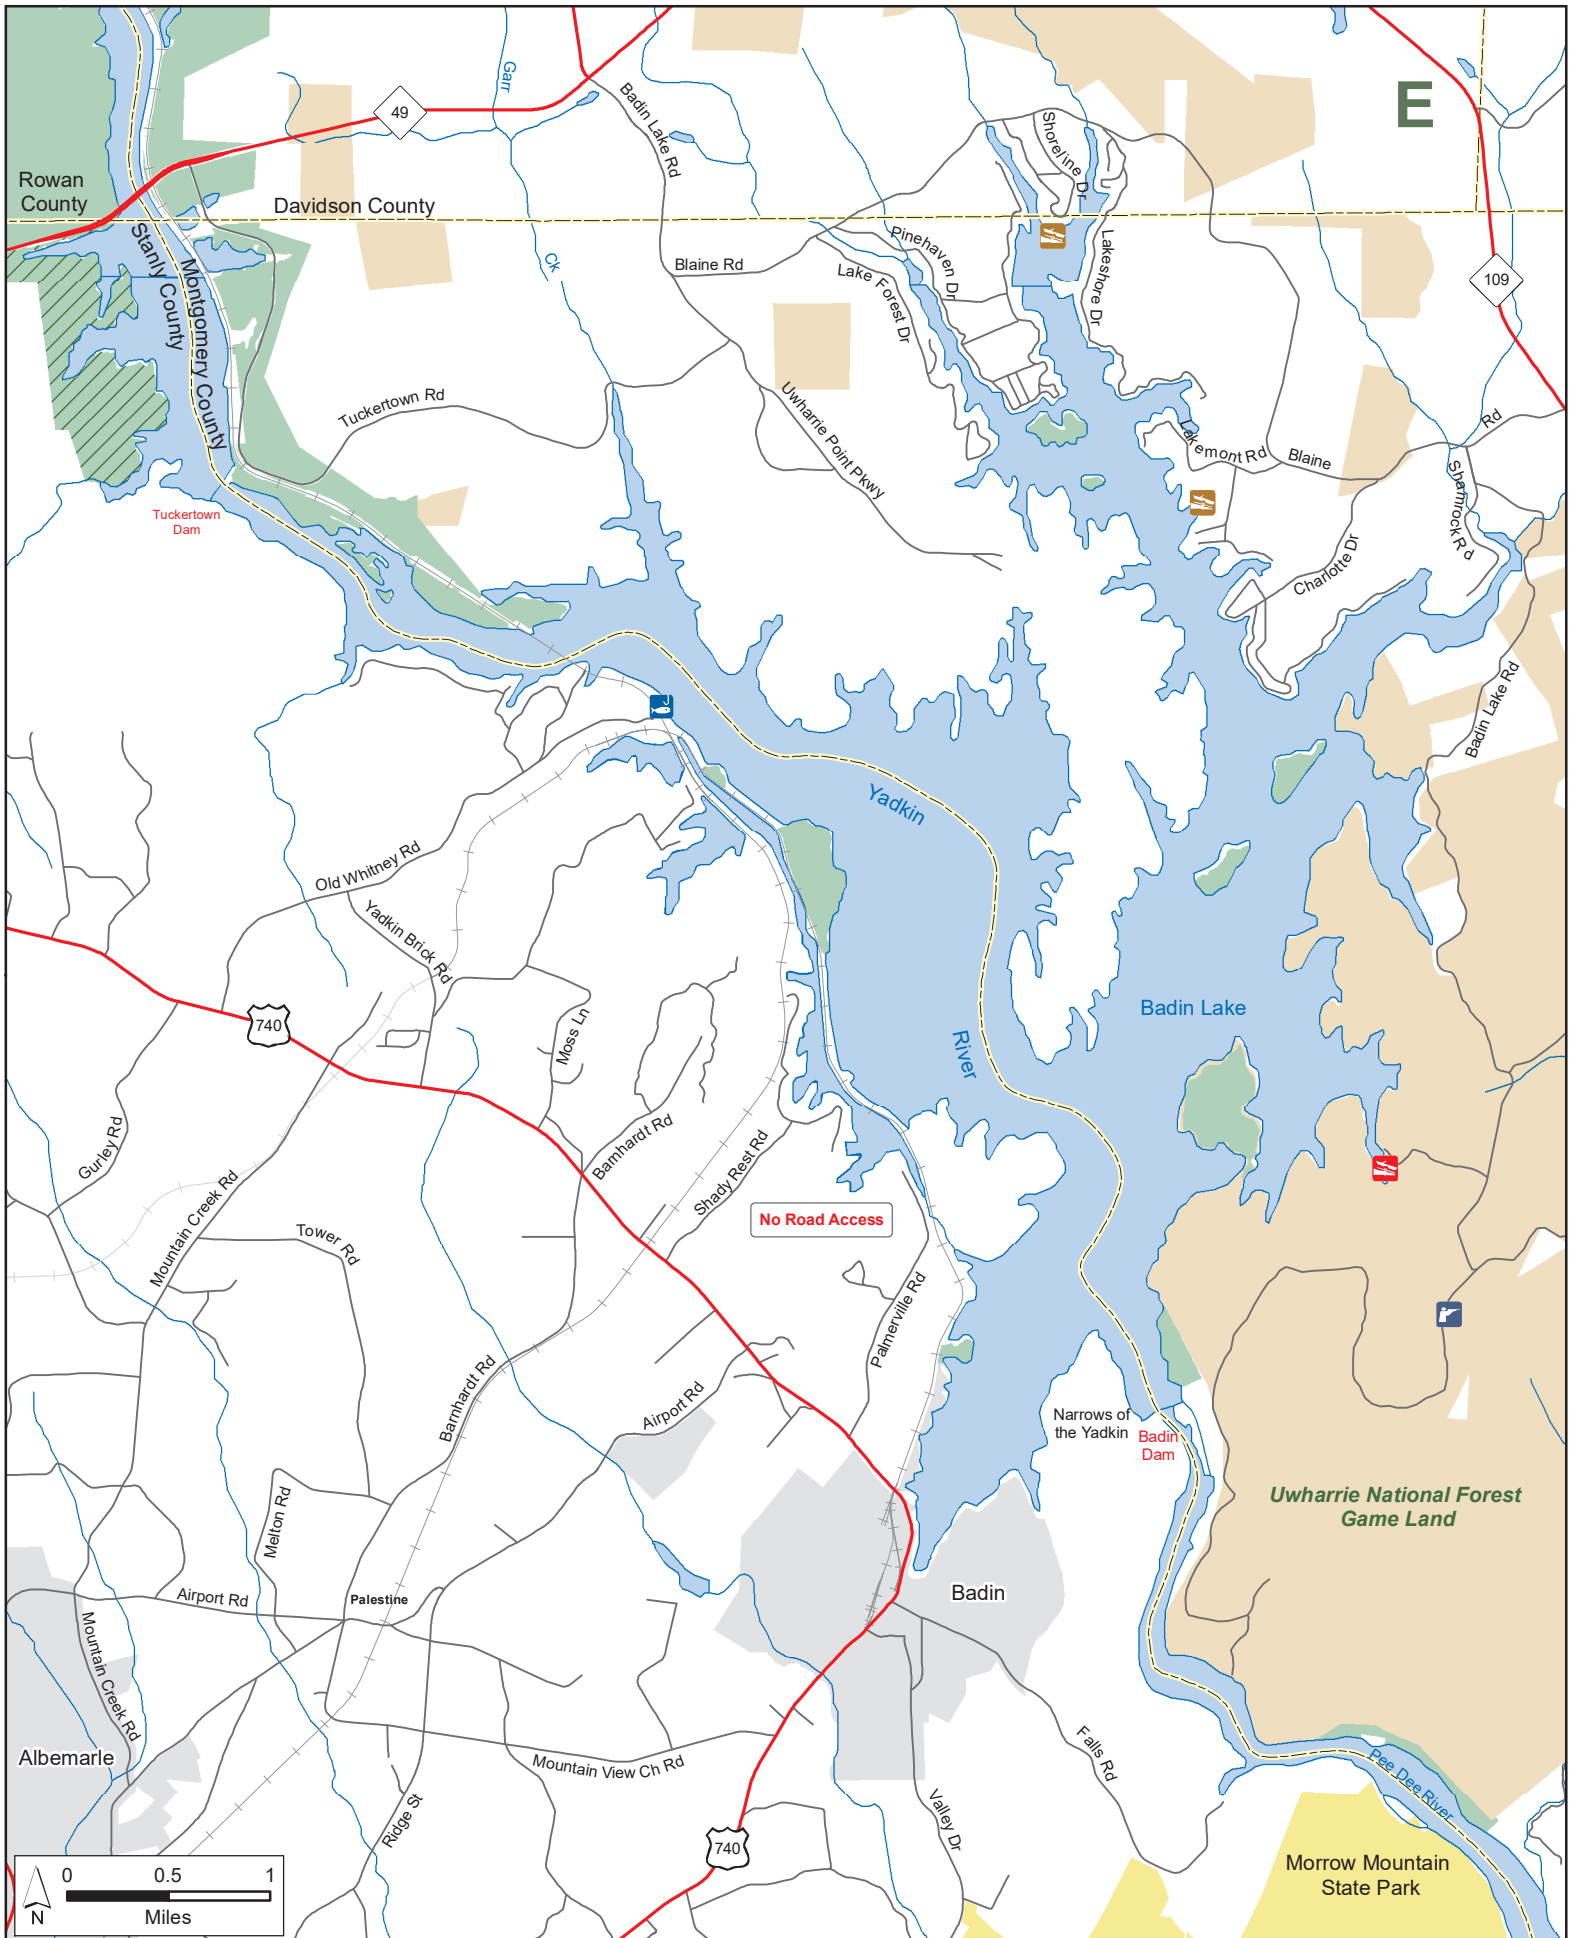 E
Garr
Badin Lake Rd
49
Shoreline Dr
Rowan
County
Davidson County
Stanly County
Montgomery County
Ck
Blaine Rd
Pinehaven Dr
Lake Forest Dr
Lakeshore Dr
109
Tuckertown Rd
Uwharrie Point Pkwy
Lakemont Rd
Blaine
Rd
Shamrock Rd
Tuckertown
Dam
Charlotte Dr
Badin Lake Rd
Yadkin
Old Whitney Rd
Yadkin Brick Rd
740
Badin Lake
Moss Ln
River
Gurley Rd
Barnhardt Rd
Shady Rest Rd
Mountain Creek Rd
No Road Access
Tower Rd
Palmerville Rd
Barnhardt Rd
Airport Rd
Narrows of
the Yadkin
Badin
Dam
Uwharrie National Forest
Game Land
Melton Rd
Airport Rd
Palestine
Badin
Mountain Creek Rd
Albemarle
Mountain View Ch Rd
Falls Rd
Pee Dee River
Ridge St
Valley Dr
740
Morrow Mountain
State Park
0 0.5 1
Miles
N